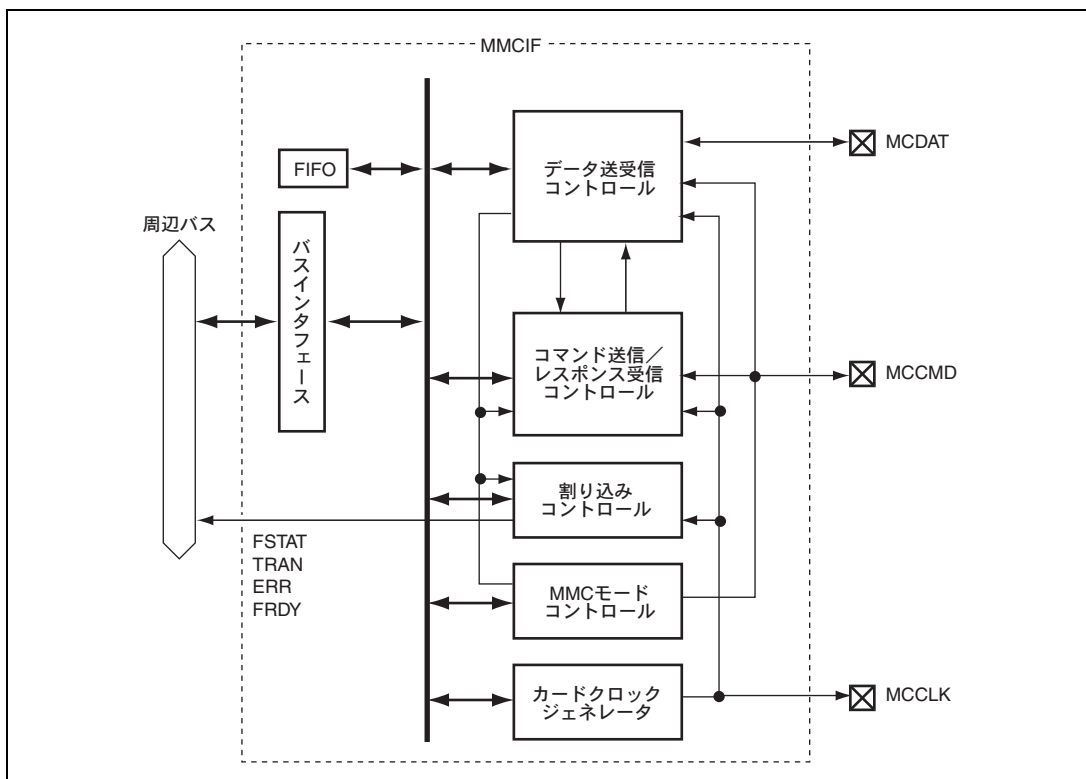 MMCIF
MCDAT
データ送受信
コントロール
FIFO
周辺バス
バスインタフェース
コマンド送信／
レスポンス受信
コントロール
MCCMD
割り込み
コントロール
FSTAT
TRAN
ERR
FRDY
MMCモード
コントロール
カードクロック
ジェネレータ
MCCLK